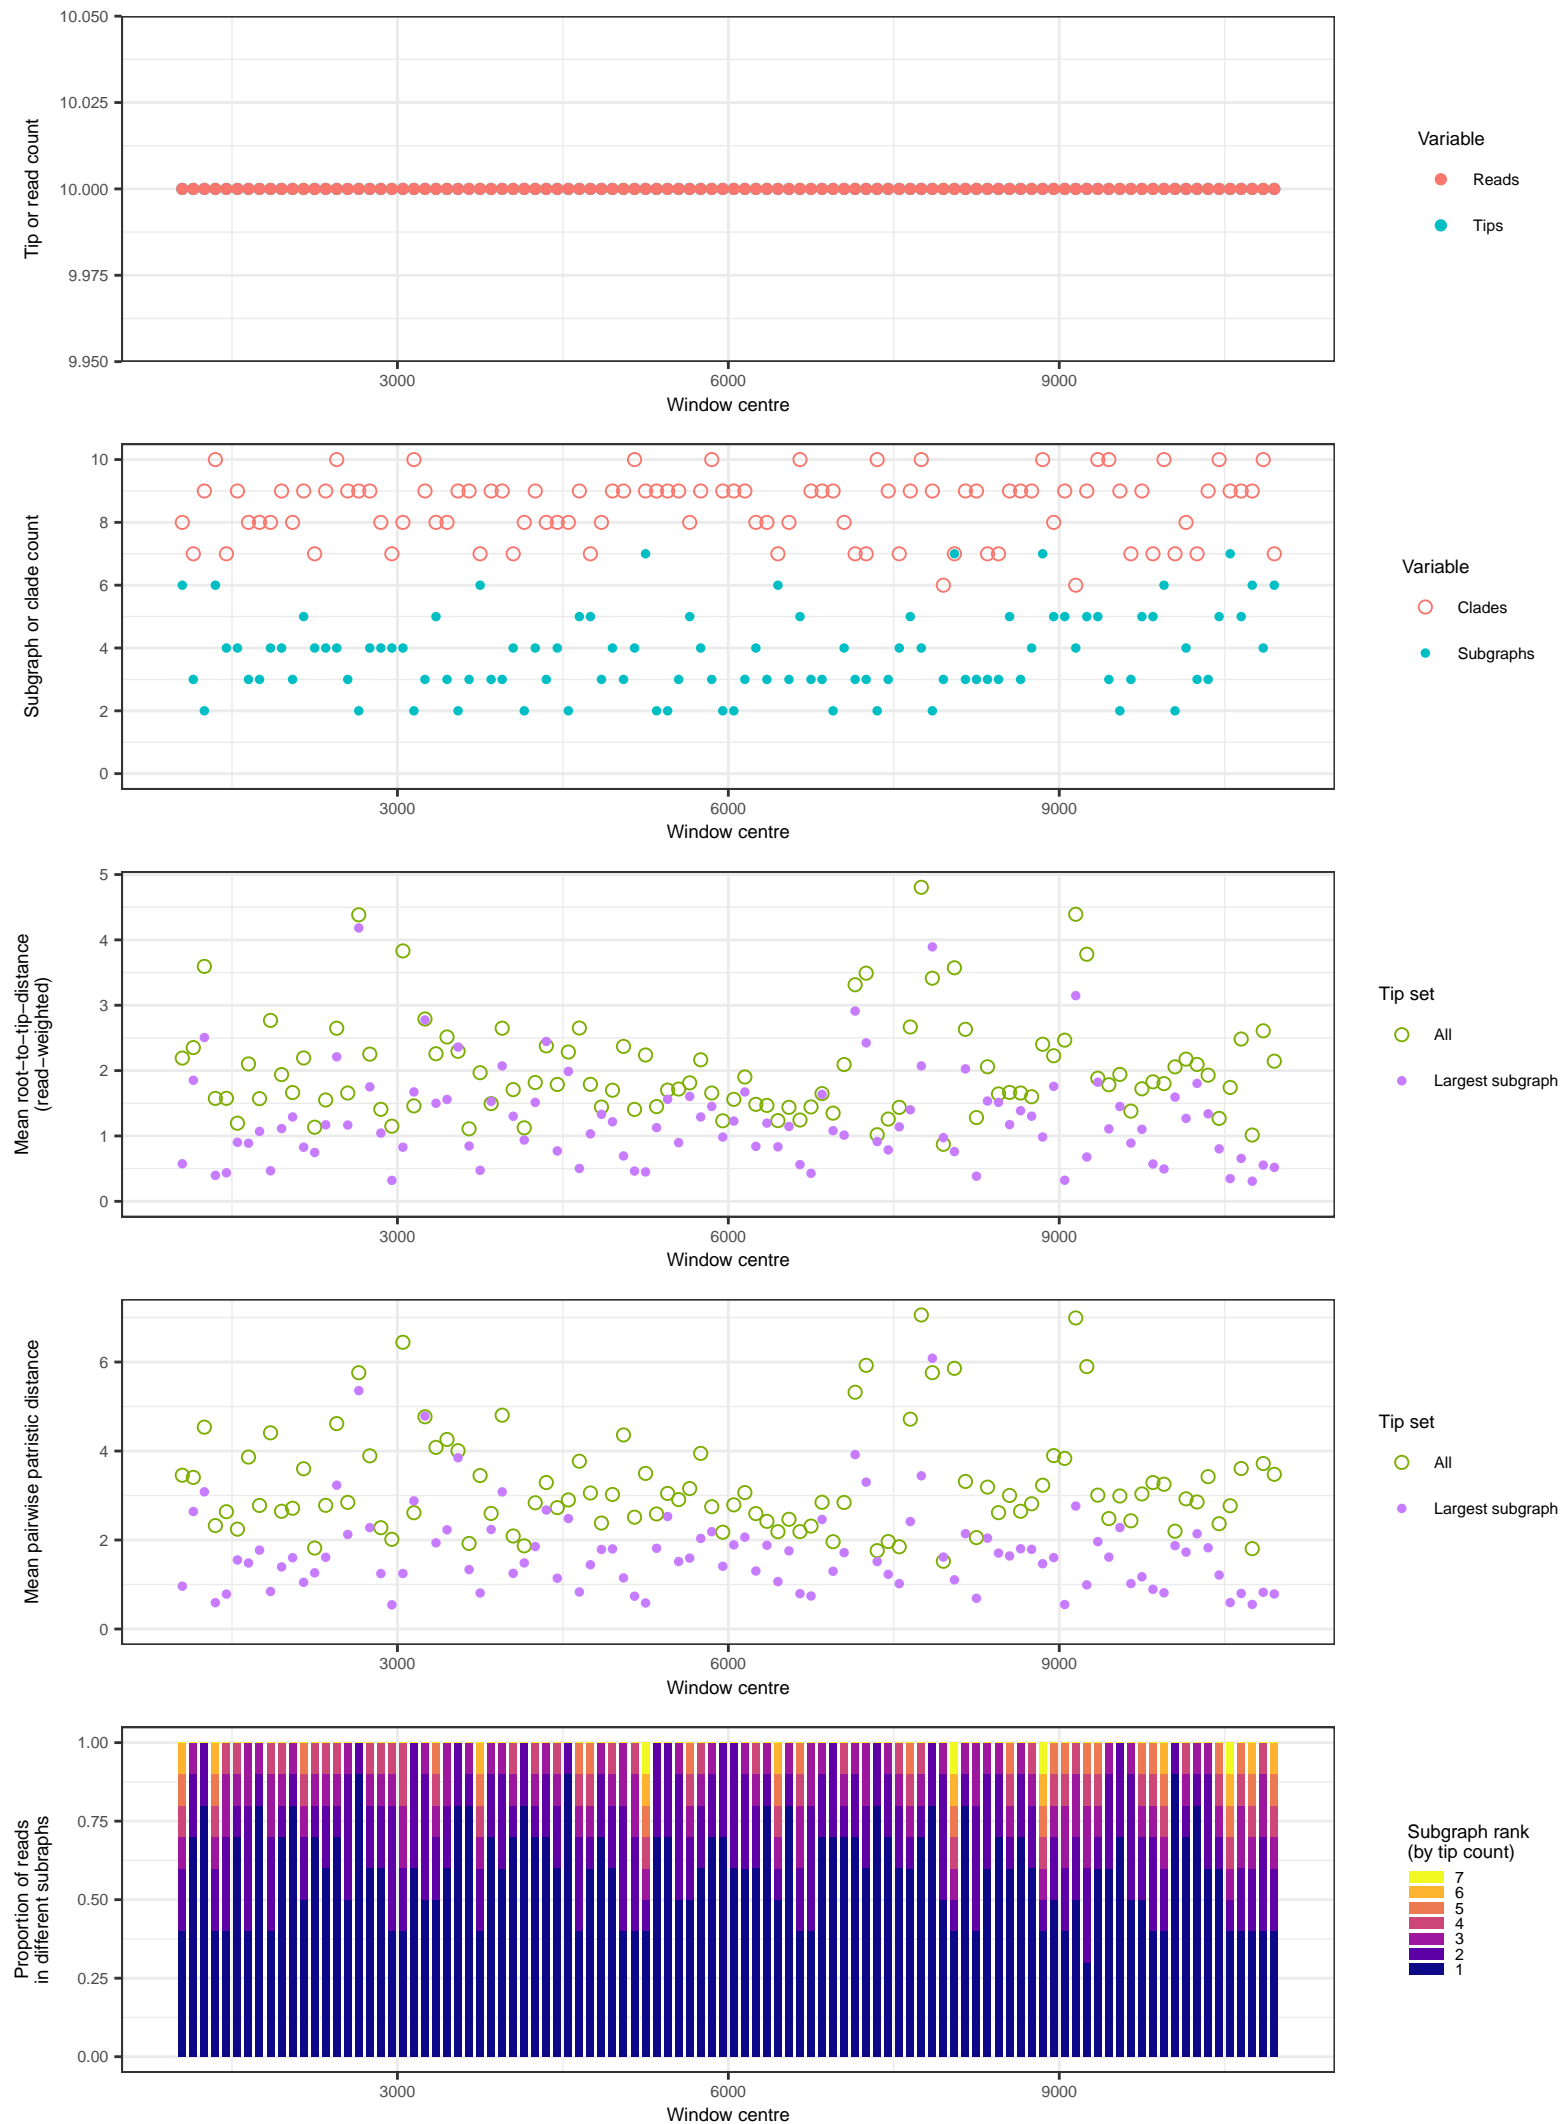 10.050
10.025
10.000
9.975
9.950
Tip or read count
3000
6000
9000
Window centre
Variable
Reads
Tips
10
8
6
4
2
0
Subgraph or clade count
3000
6000
9000
Window centre
Variable
Clades
Subgraphs
5
4
3
2
1
0
Mean root−to−tip−distance
(read−weighted)
3000
6000
9000
Window centre
Tip set
All
Largest subgraph
6
4
2
0
Mean pairwise patristic distance
3000
6000
9000
Window centre
Tip set
All
Largest subgraph
1.00
0.75
0.50
0.25
0.00
Proportion of reads
in different subraphs
3000
6000
9000
Window centre
Subgraph rank
(by tip count)
7
6
5
4
3
2
1